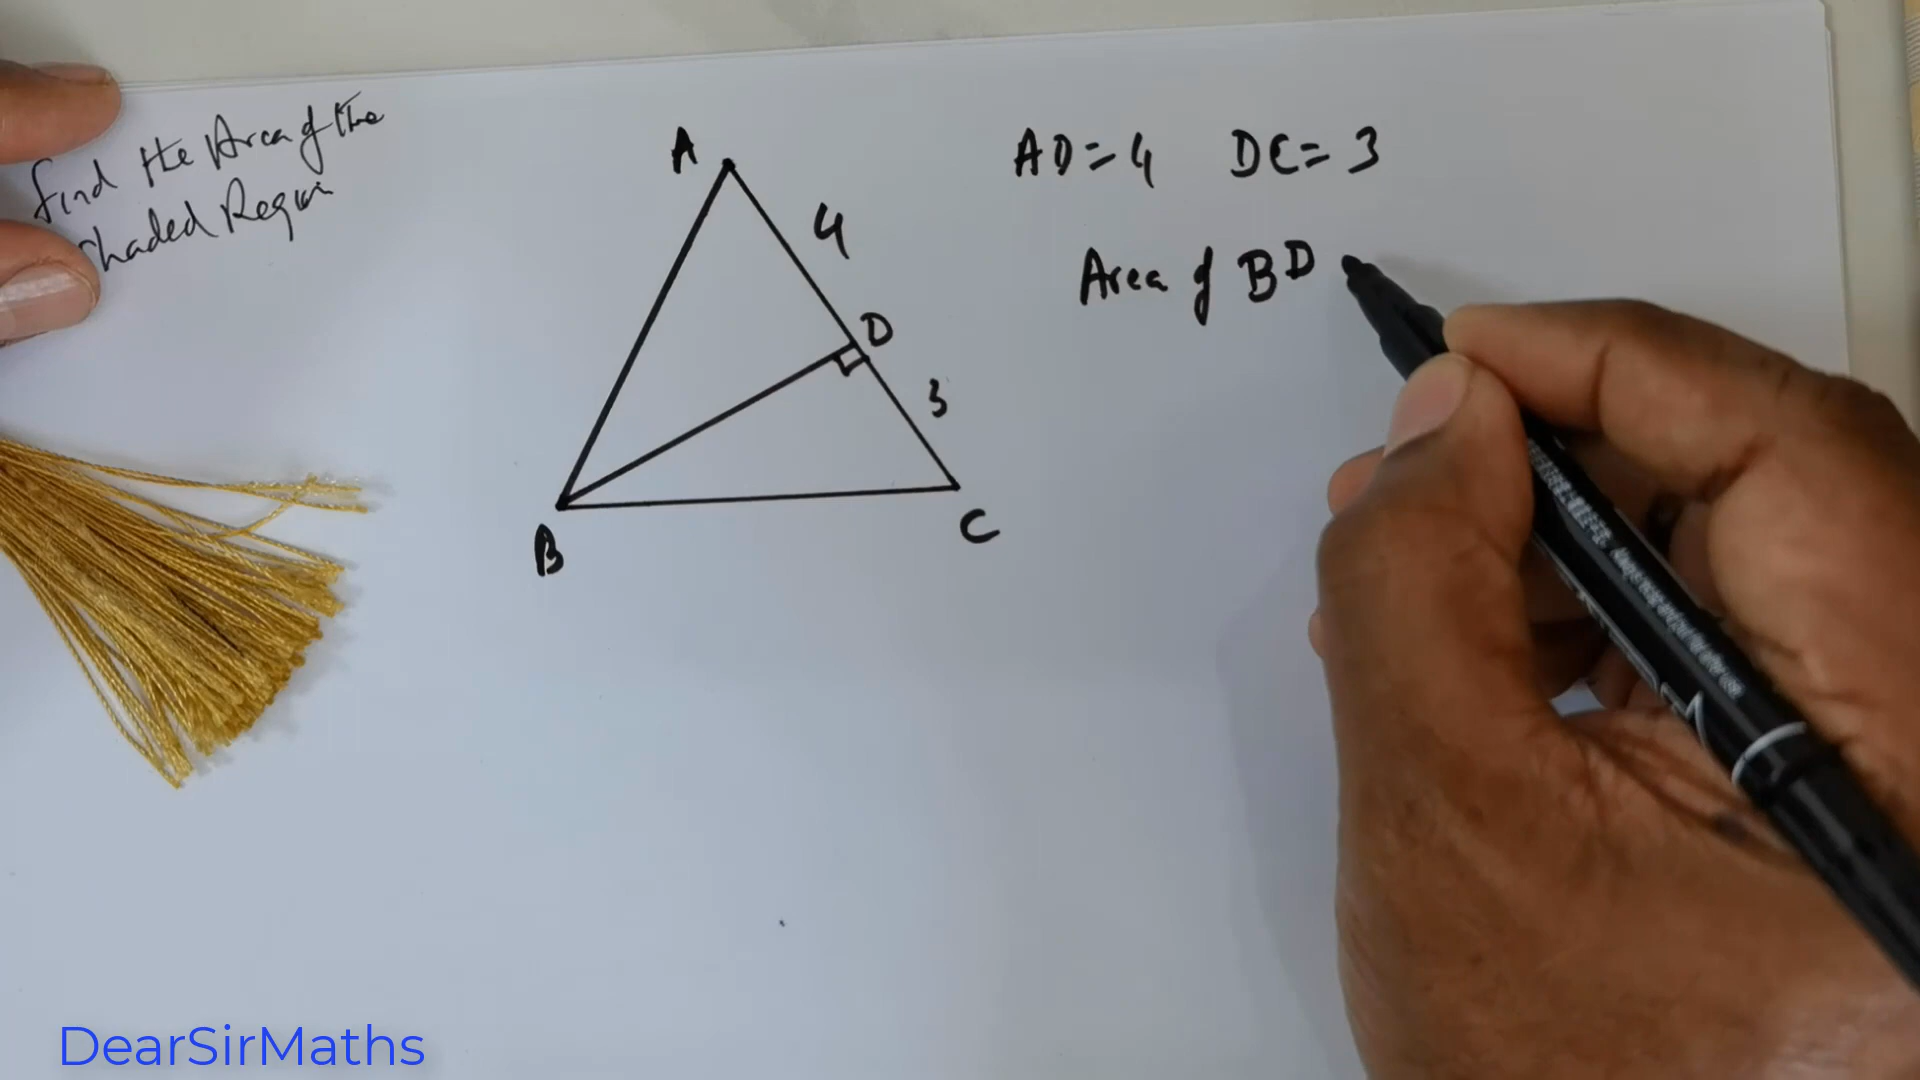 find the Area of the
shaded Region
A
AD=4 DC=3
4
Area of BD
D
3
B
C
DearSirMaths